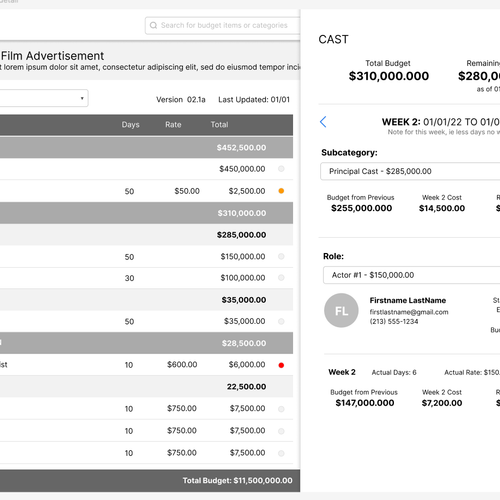 detail
Search for budget items or categories
Film Advertisement
t lorem ipsum dolor sit amet, consectetur adipiscing elit, sed do eiusmod tempor incid
Version 02.1a Last Updated: 01/01
Days Rate Total
$452,500.00
$450,000.00
50 $50.00 $2,500.00
$310,000.00
$285,000.00
50 $150,000.00
30 $100,000.00
$35,000.00
50 $35,000.00
$28,500.00
ist 10 $600.00 $6,000.00
22,500.00
10 $750.00 $7,500.00
10 $750.00 $7,500.00
10 $750.00 $7,500.00
Total Budget: $11,500,000.00
CAST
Total Budget Remaining
$310,000.000 $280,0
as of 01
WEEK 2: 01/01/22 TO 01/0
Note for this week, ie less days no w
Subcategory:
Principal Cast - $285,000.00
Budget from Previous Week 2 Cost R
$255,000.000 $14,500.00
Role:
Actor #1 - $150,000.00
FL
Firstname LastName
firstlastname@gmail.com
(213) 555-1234
St
E
Buc
Week 2 Actual Days: 6 Actual Rate: $150
Budget from Previous Week 2 Cost R
$147,000.000 $7,200.00